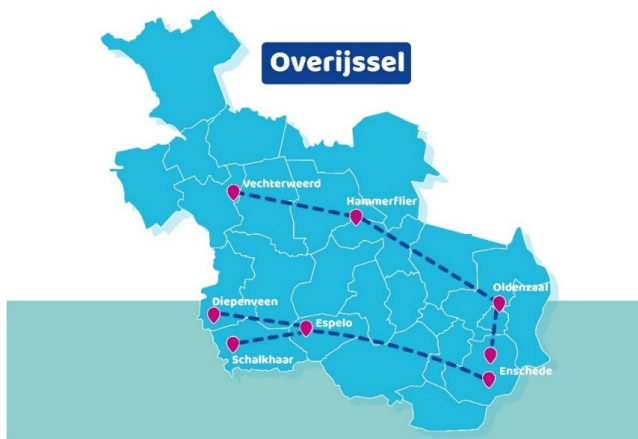 Overijssel
Vechterweerd
Hammerflier
Oldenzaal
Diepenveen
Espelo
Schalkhaar
Enschede